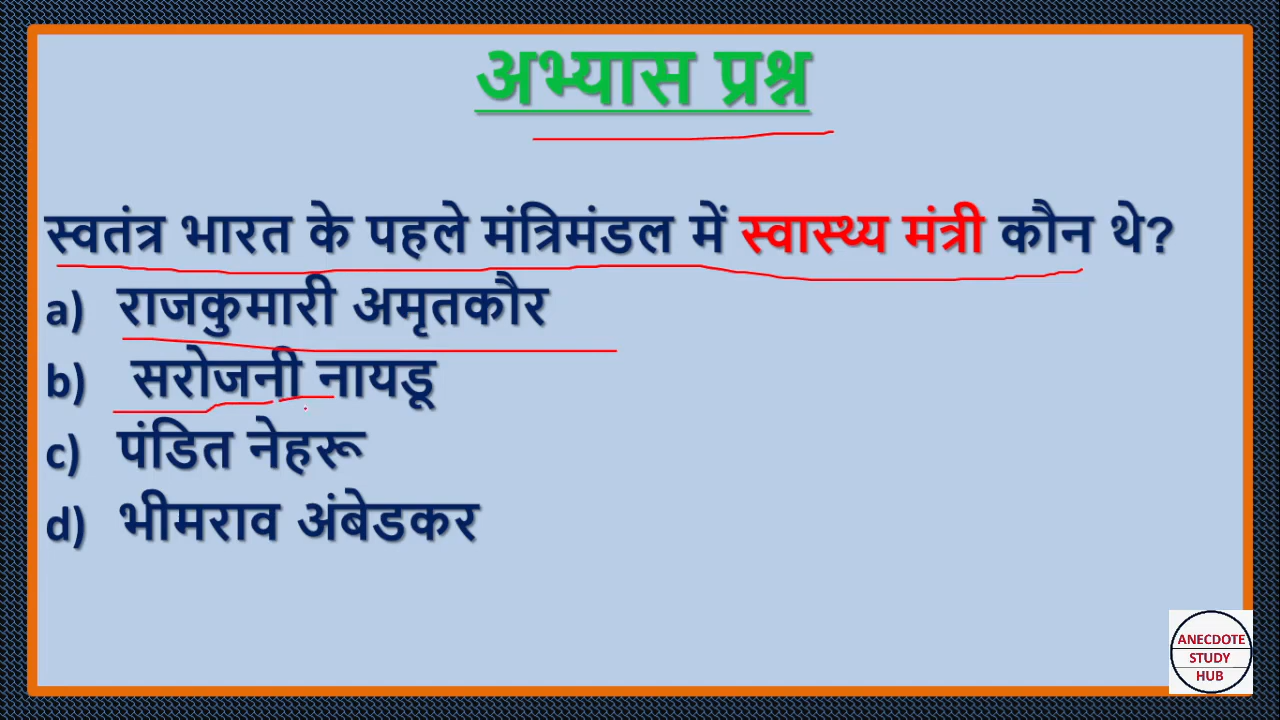 अभ्यास प्रश्न
स्वतंत्र भारत के पहले मंत्रिमंडल में स्वास्थ्य मंत्री कौन थे?
a) राजकुमारी अमृतकौर
b) सरोजनी नायडू
c) पंडित नेहरू
d) भीमराव अंबेडकर
ANECDOTE
STUDY
HUB